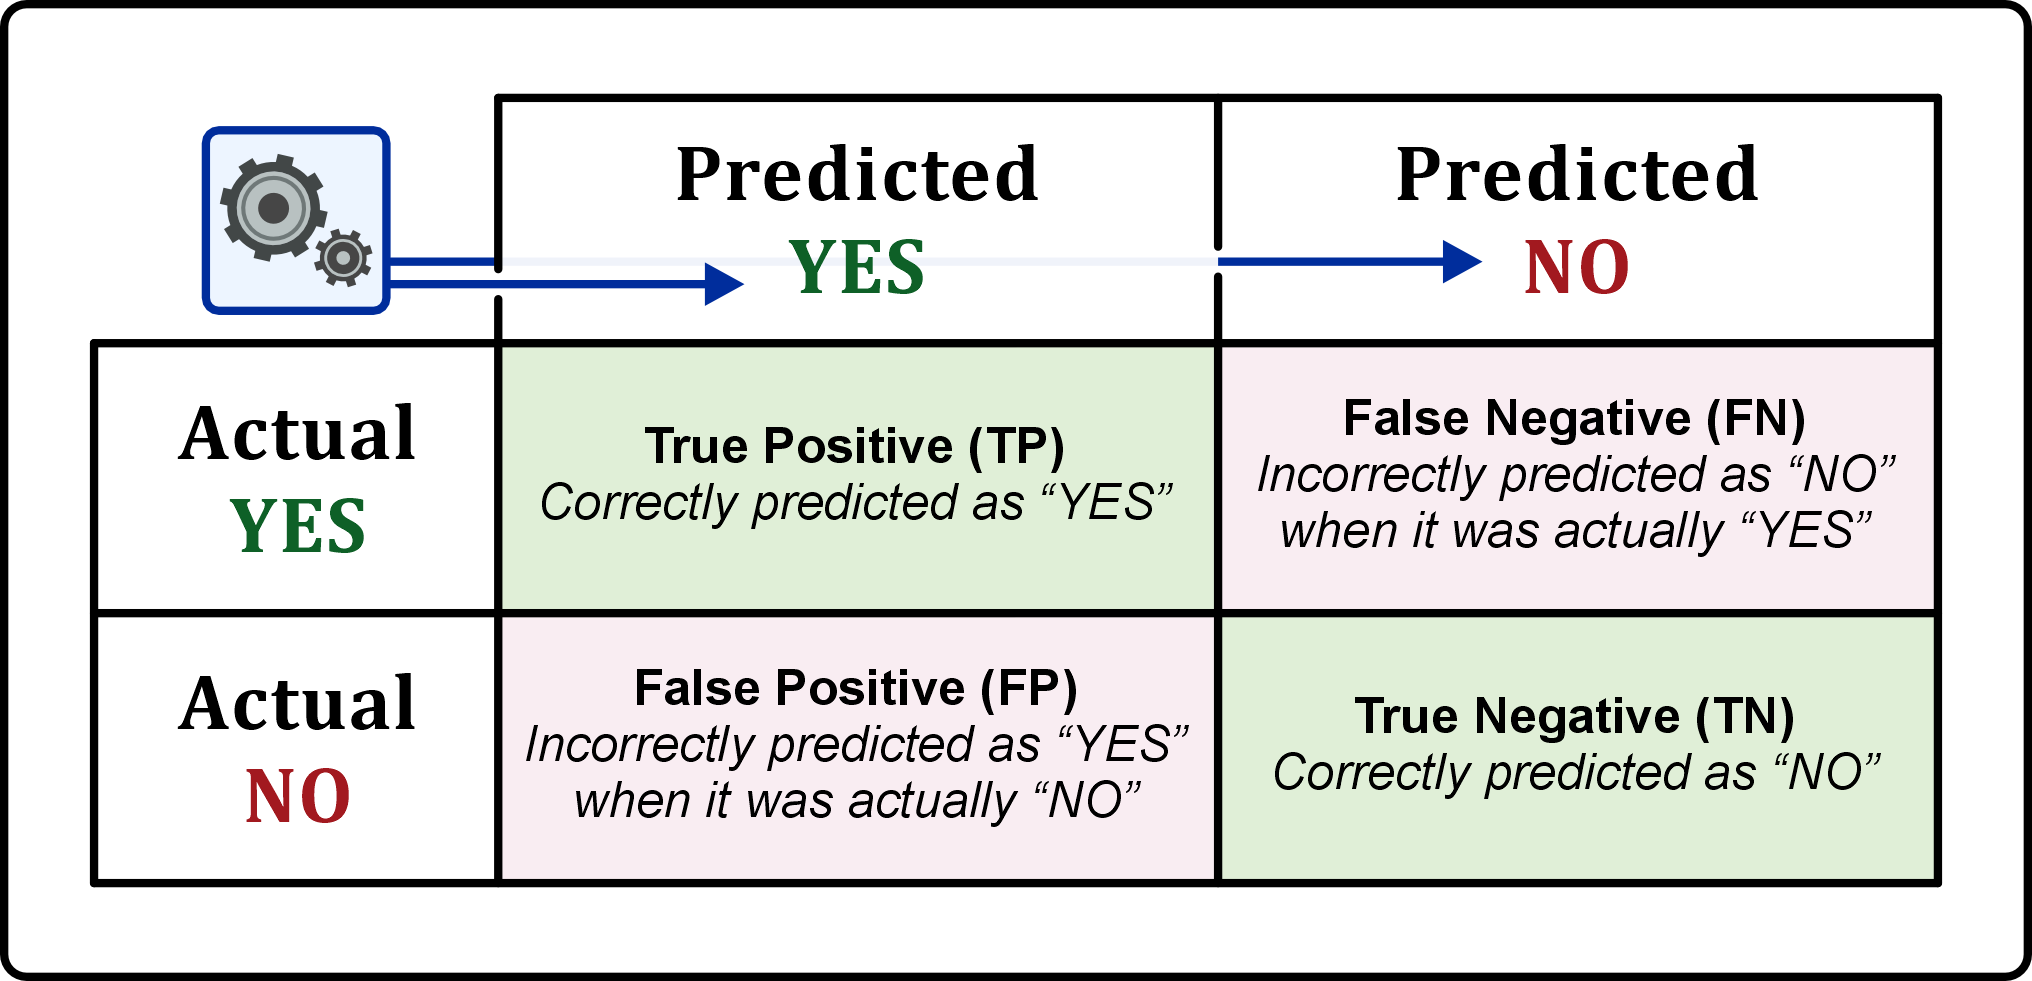 Predicted
YES
Predicted
NO
Actual
YES
True Positive (TP)
Correctly predicted as “YES”
False Negative (FN)
Incorrectly predicted as “NO”
when it was actually “YES”
Actual
NO
False Positive (FP)
Incorrectly predicted as “YES”
when it was actually “NO”
True Negative (TN)
Correctly predicted as “NO”